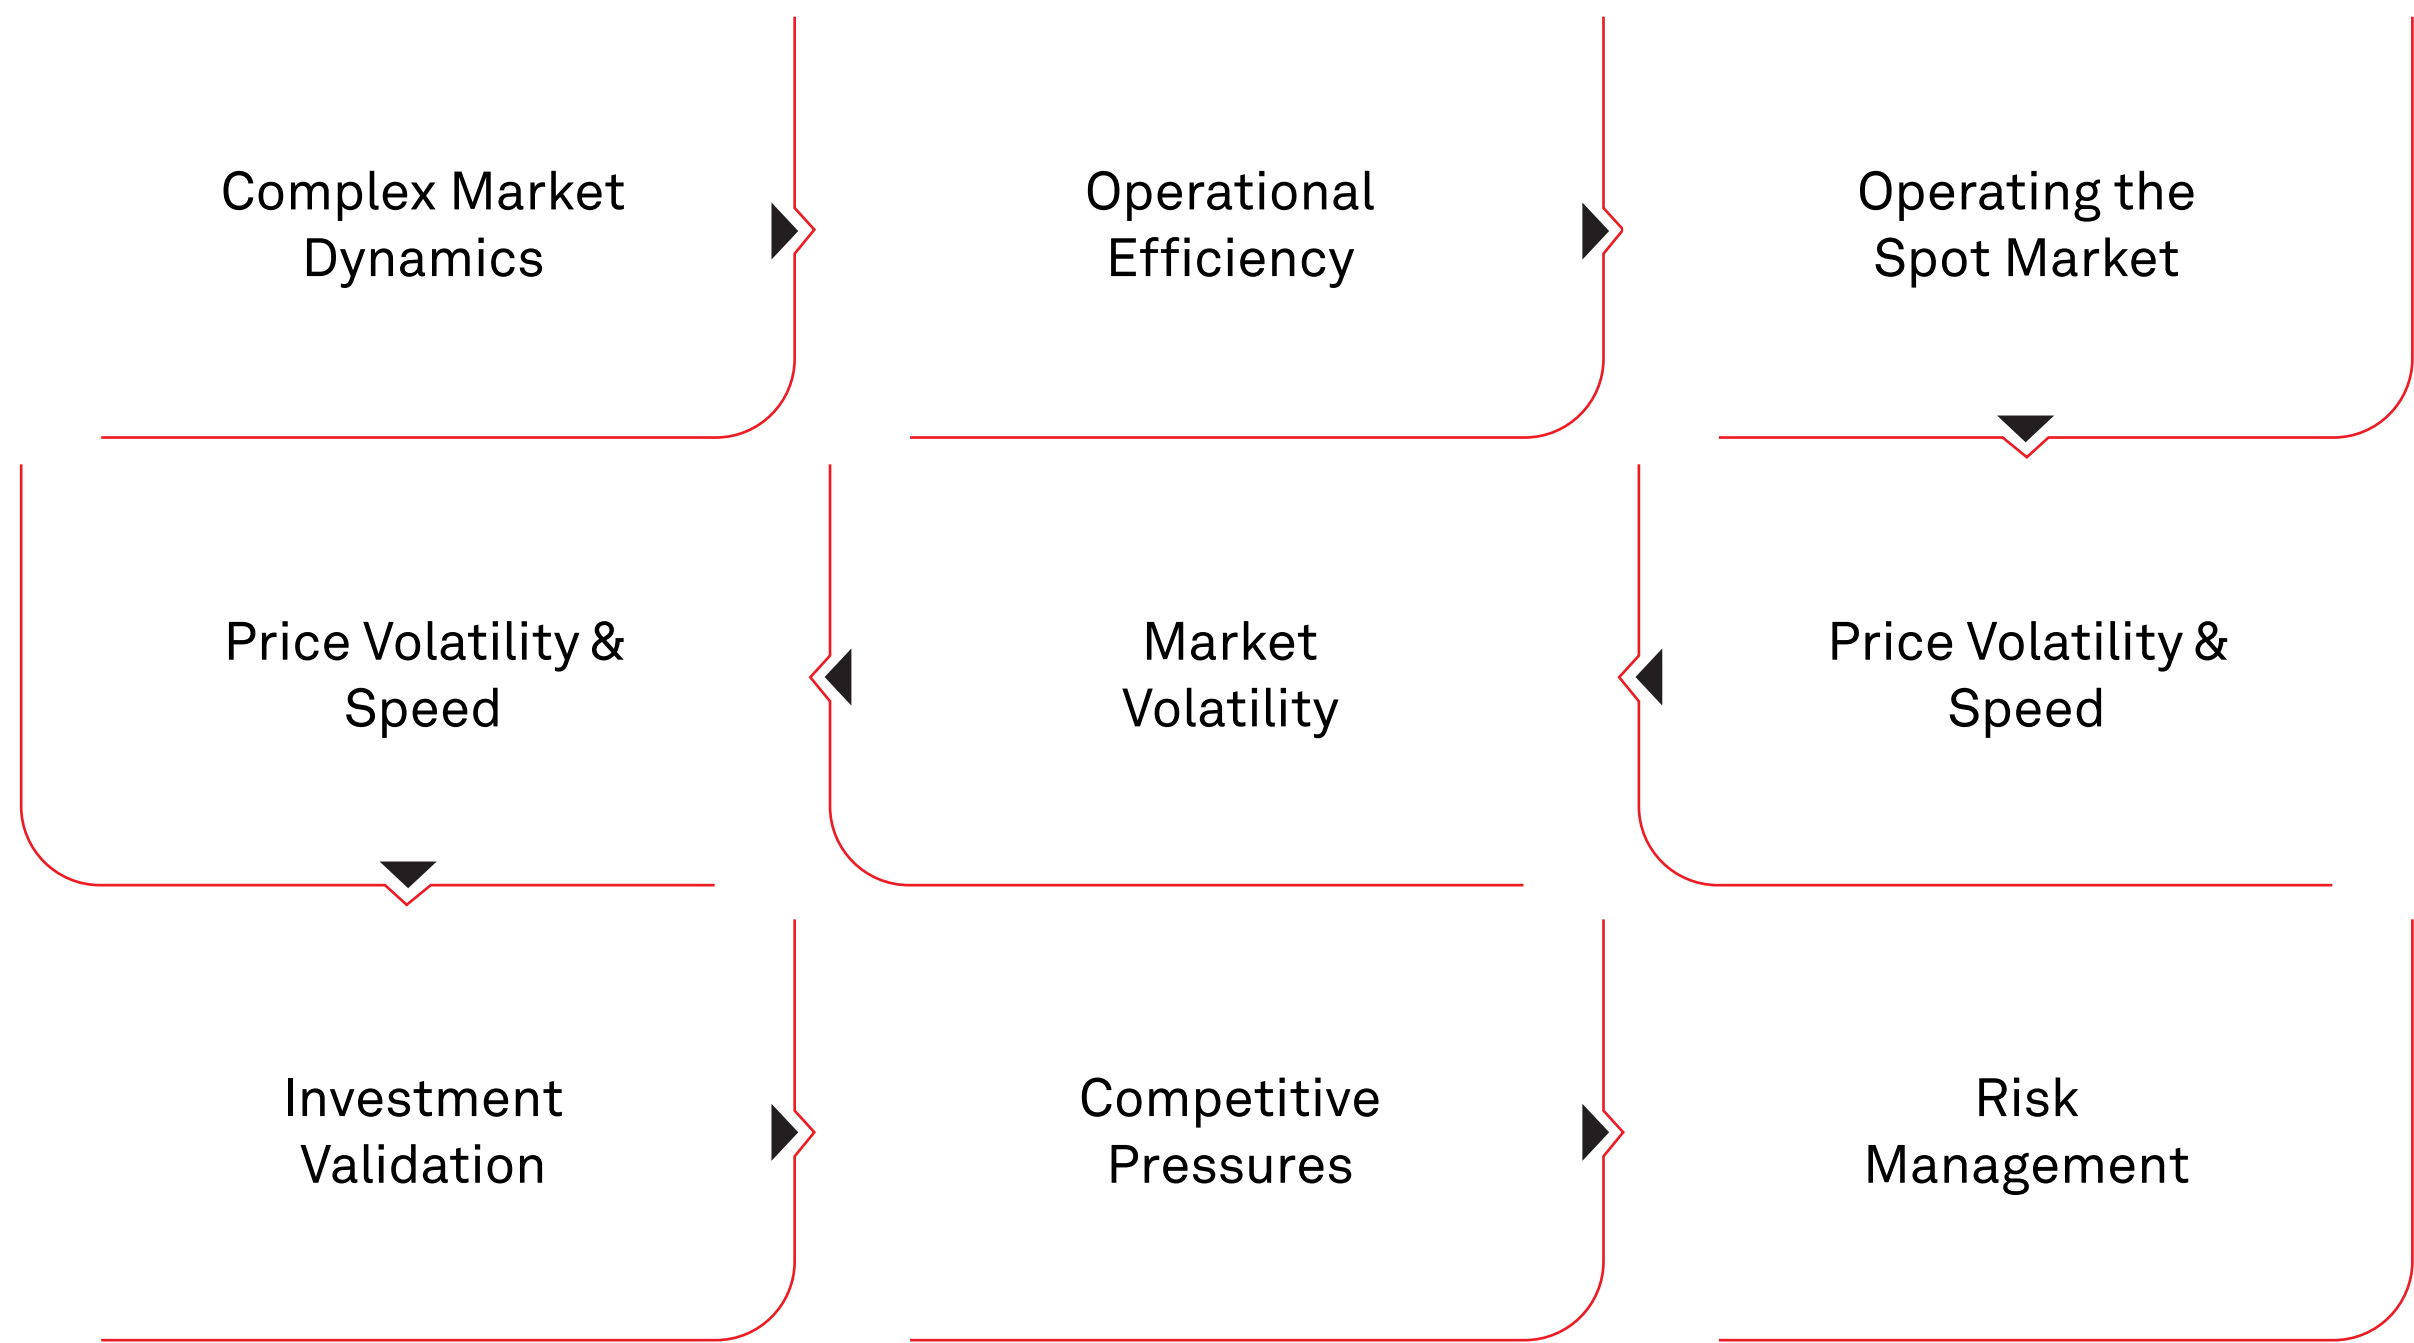 Complex Market
Dynamics
Operational
Efficiency
Operating the
Spot Market
Price Volatility &
Speed
Market
Volatility
Price Volatility &
Speed
Investment
Validation
Competitive
Pressures
Risk
Management